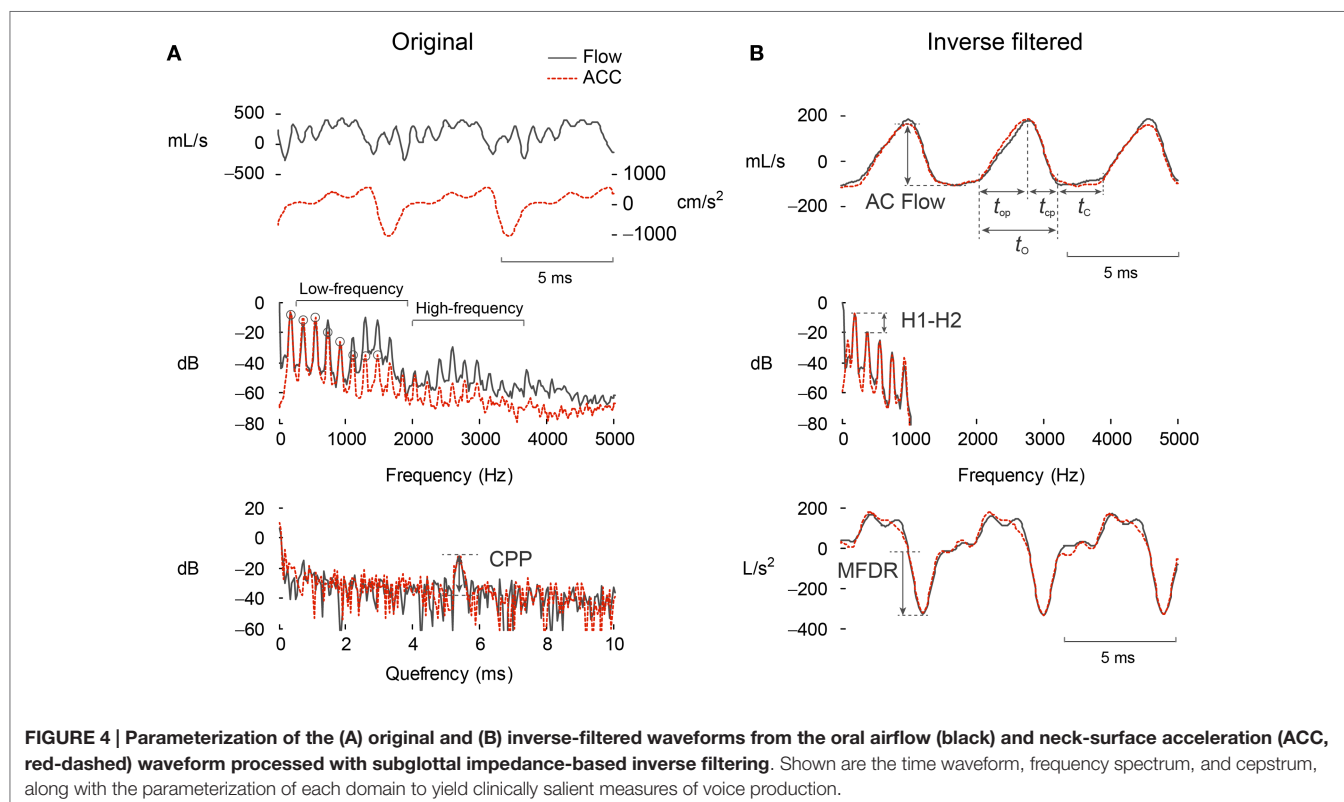 A
Original
Flow
ACC
500
0
–500
mL/s
1000
0
–1000
cm/s²
5 ms
Low-frequency
High-frequency
0
–20
–40
–60
–80
dB
0 1000 2000 3000 4000 5000
Frequency (Hz)
20
0
–20
–40
–60
dB
CPP
0 2 4 6 8 10
Quefrency (ms)
B
Inverse filtered
200
0
–200
mL/s
AC Flow
top tcp tC
tO
5 ms
0
–20
–40
–60
–80
dB
H1-H2
0 1000 2000 3000 4000 5000
Frequency (Hz)
200
0
–200
–400
L/s²
MFDR
5 ms
FIGURE 4 | Parameterization of the (A) original and (B) inverse-filtered waveforms from the oral airflow (black) and neck-surface acceleration (ACC,
red-dashed) waveform processed with subglottal impedance-based inverse filtering. Shown are the time waveform, frequency spectrum, and cepstrum,
along with the parameterization of each domain to yield clinically salient measures of voice production.